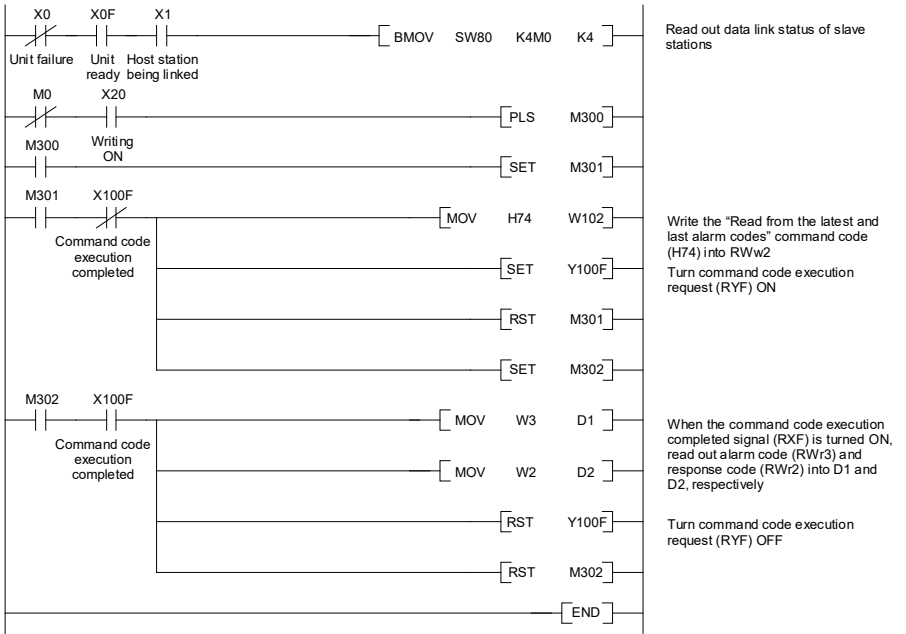 X0 X0F X1
BMOV SW80 K4M0 K4
Read out data link status of slave
stations
Unit failure Unit Host station
ready being linked
M0 X20
PLS M300
Writing
ON
M300
SET M301
M301 X100F
MOV H74 W102
Command code
execution
completed
Write the “Read from the latest and
last alarm codes” command code
(H74) into RWw2
SET Y100F
Turn command code execution
request (RYF) ON
RST M301
SET M302
M302 X100F
MOV W3 D1
Command code
execution
completed
When the command code execution
completed signal (RXF) is turned ON,
read out alarm code (RWr3) and
response code (RWr2) into D1 and
D2, respectively
MOV W2 D2
RST Y100F
Turn command code execution
request (RYF) OFF
RST M302
END